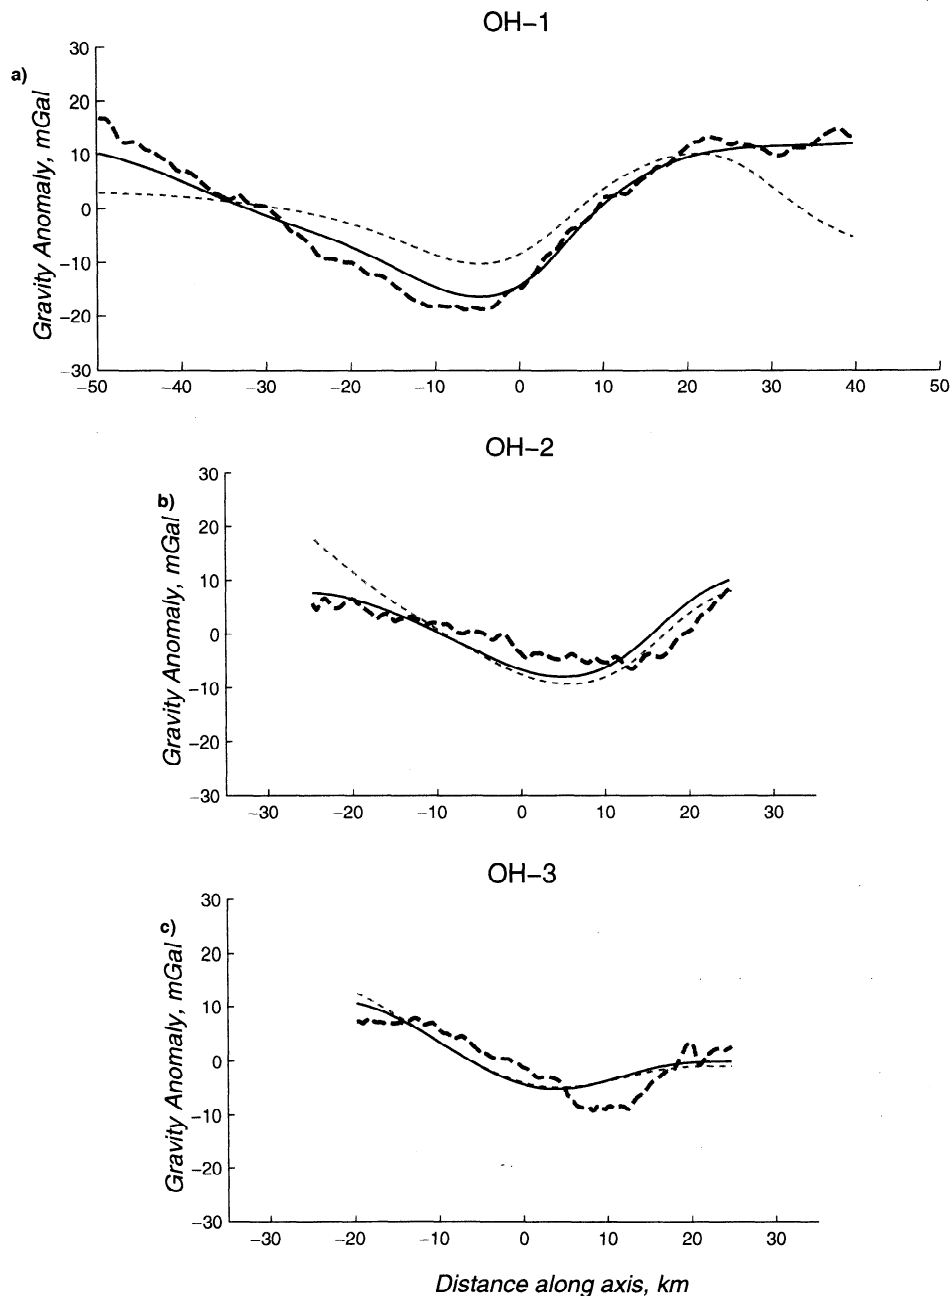 OH–1
a)
Gravity Anomaly, mGal
30
20
10
0
–10
–20
–30
–50 –40 –30 –20 –10 0 10 20 30 40 50
OH–2
b)
Gravity Anomaly, mGal
30
20
10
0
–10
–20
–30
–30 –20 –10 0 10 20 30
OH–3
c)
Gravity Anomaly, mGal
30
20
10
0
–10
–20
–30
–30 –20 –10 0 10 20 30
Distance along axis, km